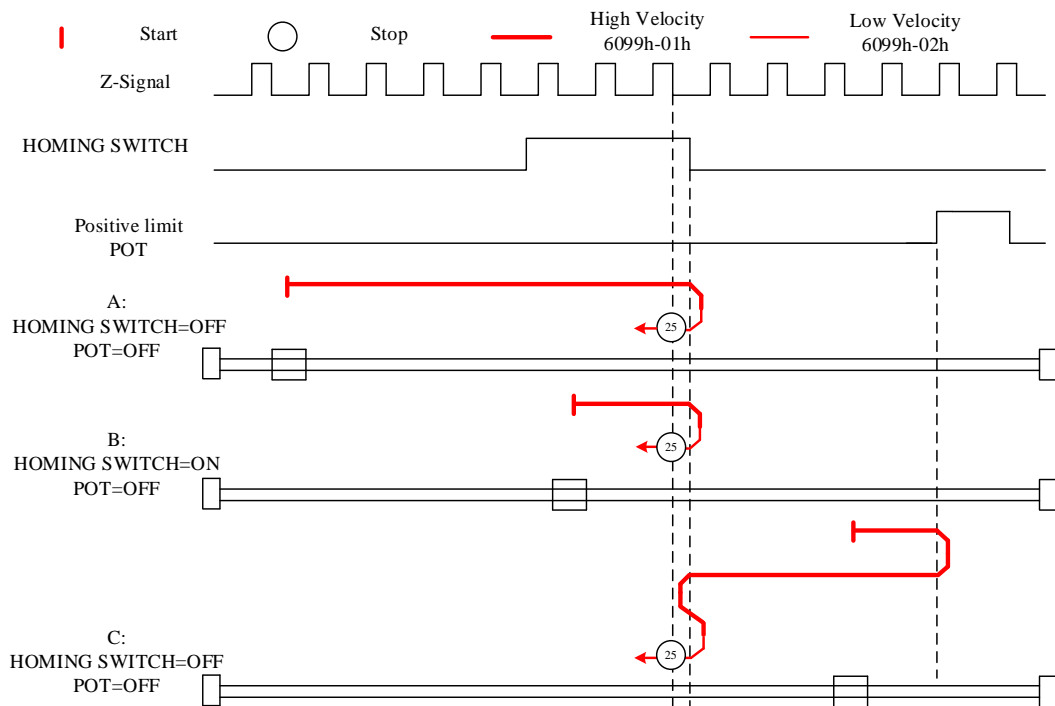 Start
Stop
High Velocity
6099h-01h
Low Velocity
6099h-02h
Z-Signal
HOMING SWITCH
Positive limit
POT
A:
HOMING SWITCH=OFF
POT=OFF
25
B:
HOMING SWITCH=ON
POT=OFF
25
C:
HOMING SWITCH=OFF
POT=OFF
25